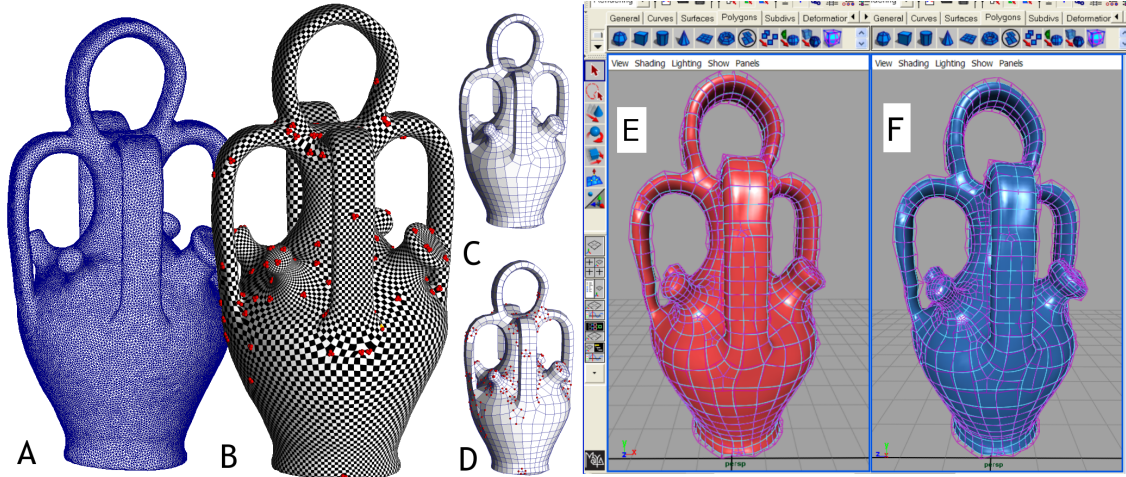 General Curves Surfaces Polygons Subdivs Deformation General Curves Surfaces Polygons Subdivs Deformation
View Shading Lighting Show Panels View Shading Lighting Show Panels
E F
C
A B D
y y
z x z
persp persp